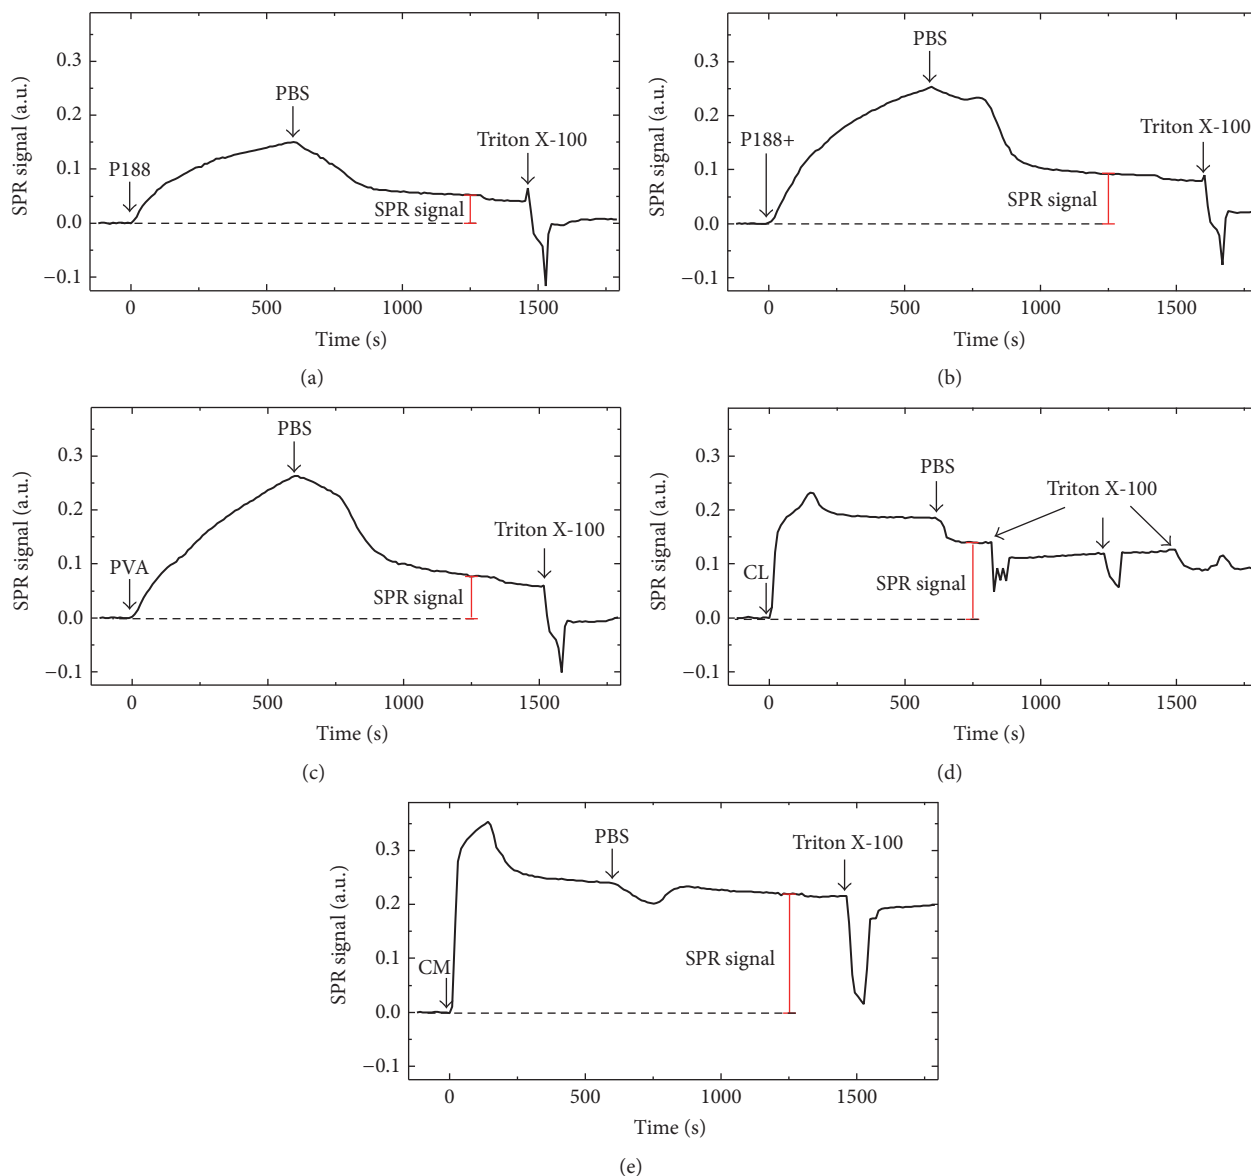 PBS
Triton X-100
P188
SPR signal
0.3
0.2
0.1
0.0
−0.1
SPR signal (a.u.)
0
500
1000
1500
Time (s)
(a)
PBS
P188+
Triton X-100
SPR signal
0.3
0.2
0.1
0.0
−0.1
SPR signal (a.u.)
0
500
1000
1500
Time (s)
(b)
PBS
Triton X-100
PVA
SPR signal
0.3
0.2
0.1
0.0
−0.1
SPR signal (a.u.)
0
500
1000
1500
Time (s)
(c)
PBS
Triton X-100
CL
SPR signal
0.3
0.2
0.1
0.0
−0.1
SPR signal (a.u.)
0
500
1000
1500
Time (s)
(d)
PBS
Triton X-100
CM
SPR signal
0.3
0.2
0.1
0.0
−0.1
SPR signal (a.u.)
0
500
1000
1500
Time (s)
(e)